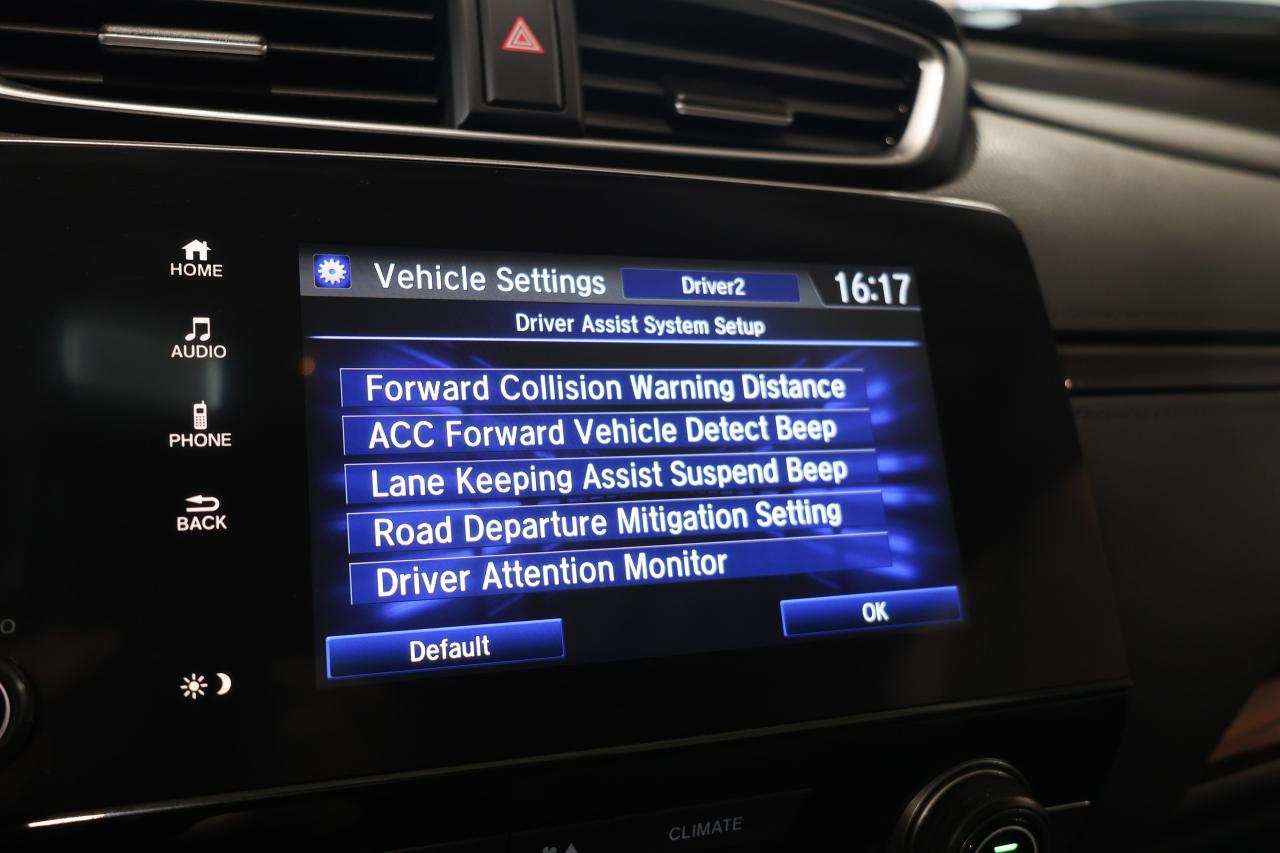 HOME
AUDIO
PHONE
BACK
Vehicle Settings
Driver2
16:17
Driver Assist System Setup
Forward Collision Warning Distance
ACC Forward Vehicle Detect Beep
Lane Keeping Assist Suspend Beep
Road Departure Mitigation Setting
Driver Attention Monitor
Default
OK
CLIMATE